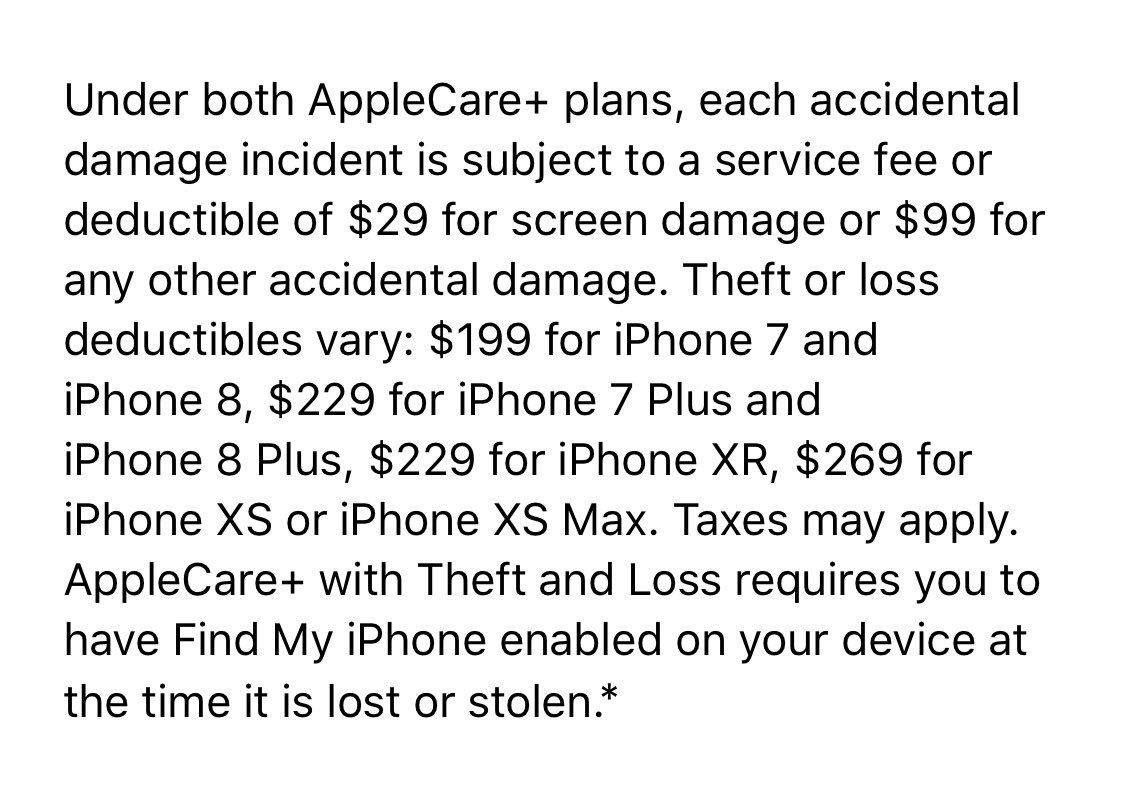 Under both AppleCare+ plans, each accidental
damage incident is subject to a service fee or
deductible of $29 for screen damage or $99 for
any other accidental damage. Theft or loss
deductibles vary: $199 for iPhone 7 and
iPhone 8, $229 for iPhone 7 Plus and
iPhone 8 Plus, $229 for iPhone XR, $269 for
iPhone XS or iPhone XS Max. Taxes may apply.
AppleCare+ with Theft and Loss requires you to
have Find My iPhone enabled on your device at
the time it is lost or stolen.*